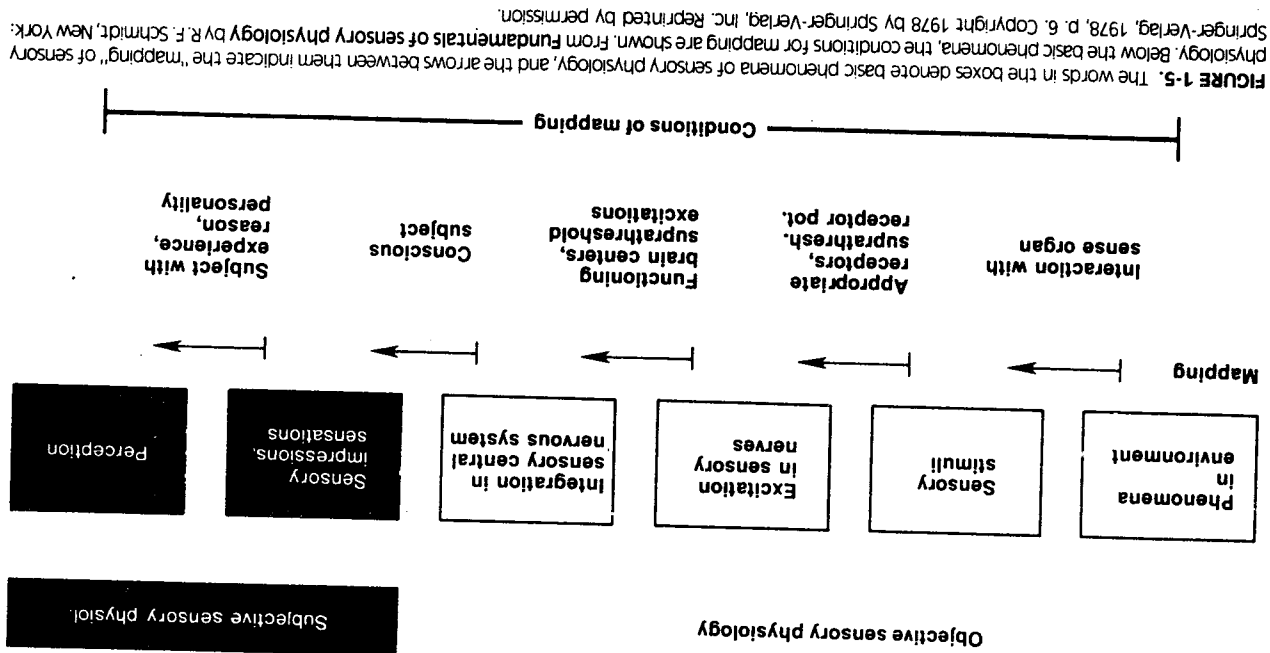 Objective sensory physiology
Subjective sensory physiol.
Phenomena
in
environment
Sensory
stimuli
Excitation
in sensory
nerves
Integration in
sensory central
nervous system
Sensory
impressions,
sensations
Perception
Mapping
Interaction with
sense organ
Appropriate
receptors,
suprathresh.
receptor pot.
Functioning
brain centers,
suprathreshold
excitations
Conscious
subject
Subject with
experience,
reason,
personality
Conditions of mapping
FIGURE 1-5. The words in the boxes denote basic phenomena of sensory physiology, and the arrows between them indicate the "mapping" of sensory
physiology. Below the basic phenomena, the conditions for mapping are shown. From Fundamentals of sensory physiology by R. F. Schmidt, New York:
Springer-Verlag, 1978, p. 6. Copyright 1978 by Springer-Verlag, Inc. Reprinted by permission.